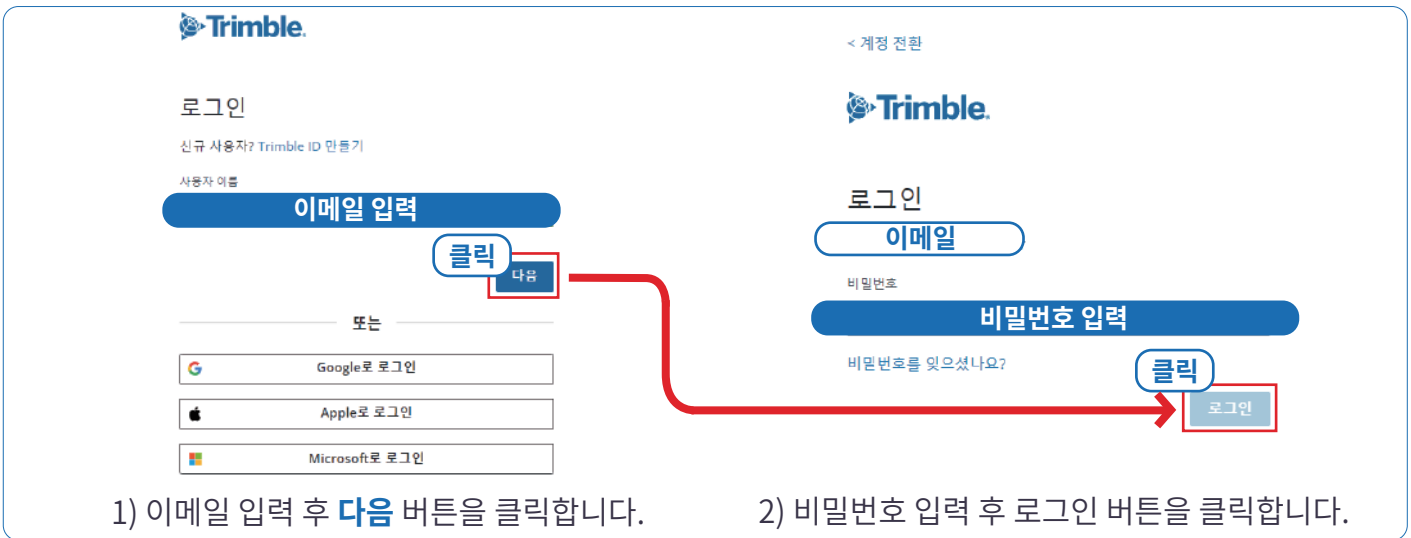 Trimble.
로그인
신규 사용자? Trimble ID 만들기
사용자 이름
이메일 입력
클릭
다음
또는
Google로 로그인
Apple로 로그인
Microsoft로 로그인
1) 이메일 입력 후 다음 버튼을 클릭합니다.
< 계정 전환
Trimble.
로그인
이메일
비밀번호
비밀번호 입력
비밀번호를 잊으셨나요?
클릭
로그인
2) 비밀번호 입력 후 로그인 버튼을 클릭합니다.